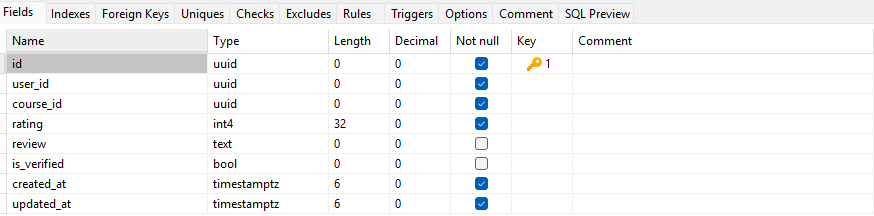 Fields Indexes Foreign Keys Uniques Checks Excludes Rules Triggers Options Comment SQL Preview
Name Type Length Decimal Not null Key Comment
id uuid 0 0 1
user_id uuid 0 0
course_id uuid 0 0
rating int4 32 0
review text 0 0
is_verified bool 0 0
created_at timestamptz 6 0
updated_at timestamptz 6 0